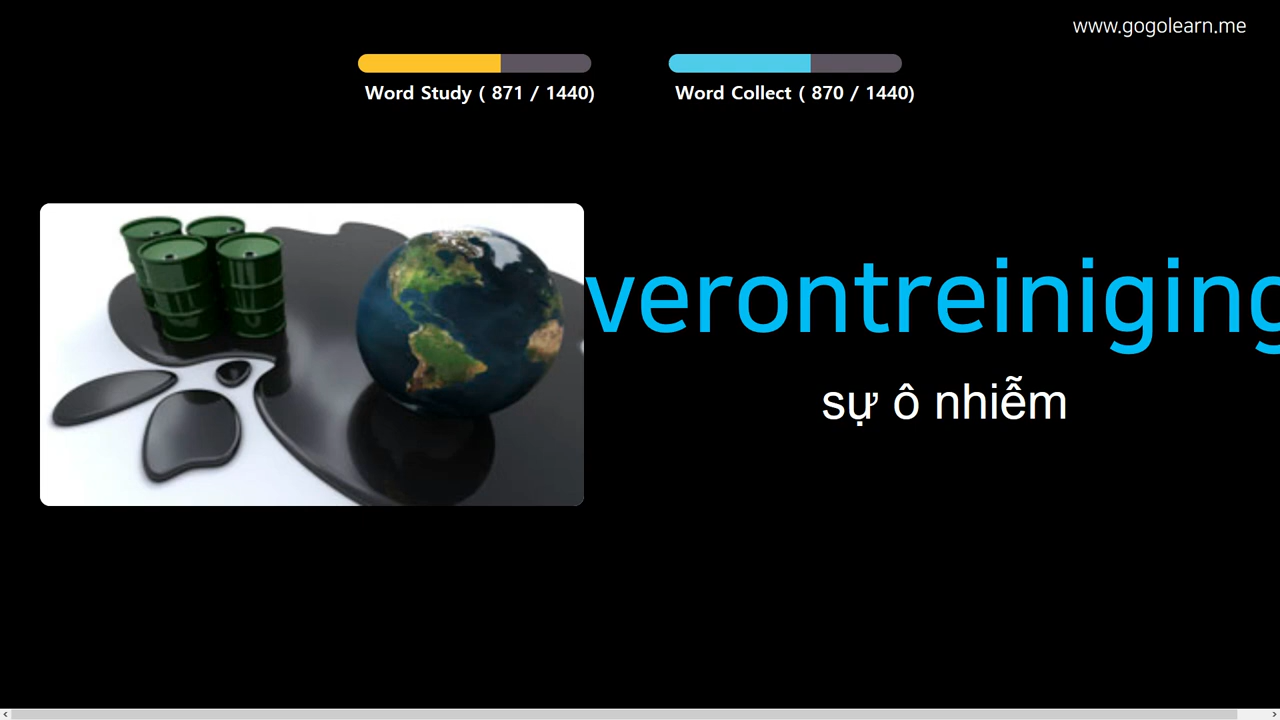 www.gogolearn.me
Word Study ( 871 / 1440)
Word Collect ( 870 / 1440)
verontreiniging
sự ô nhiễm